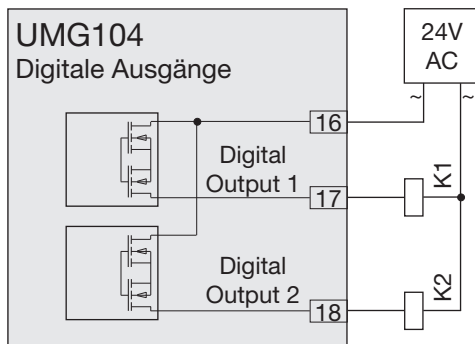 UMG104
Digitale Ausgänge
24V
AC
~ ~
16
Digital
Output 1
17
K1
Digital
Output 2
18
K2